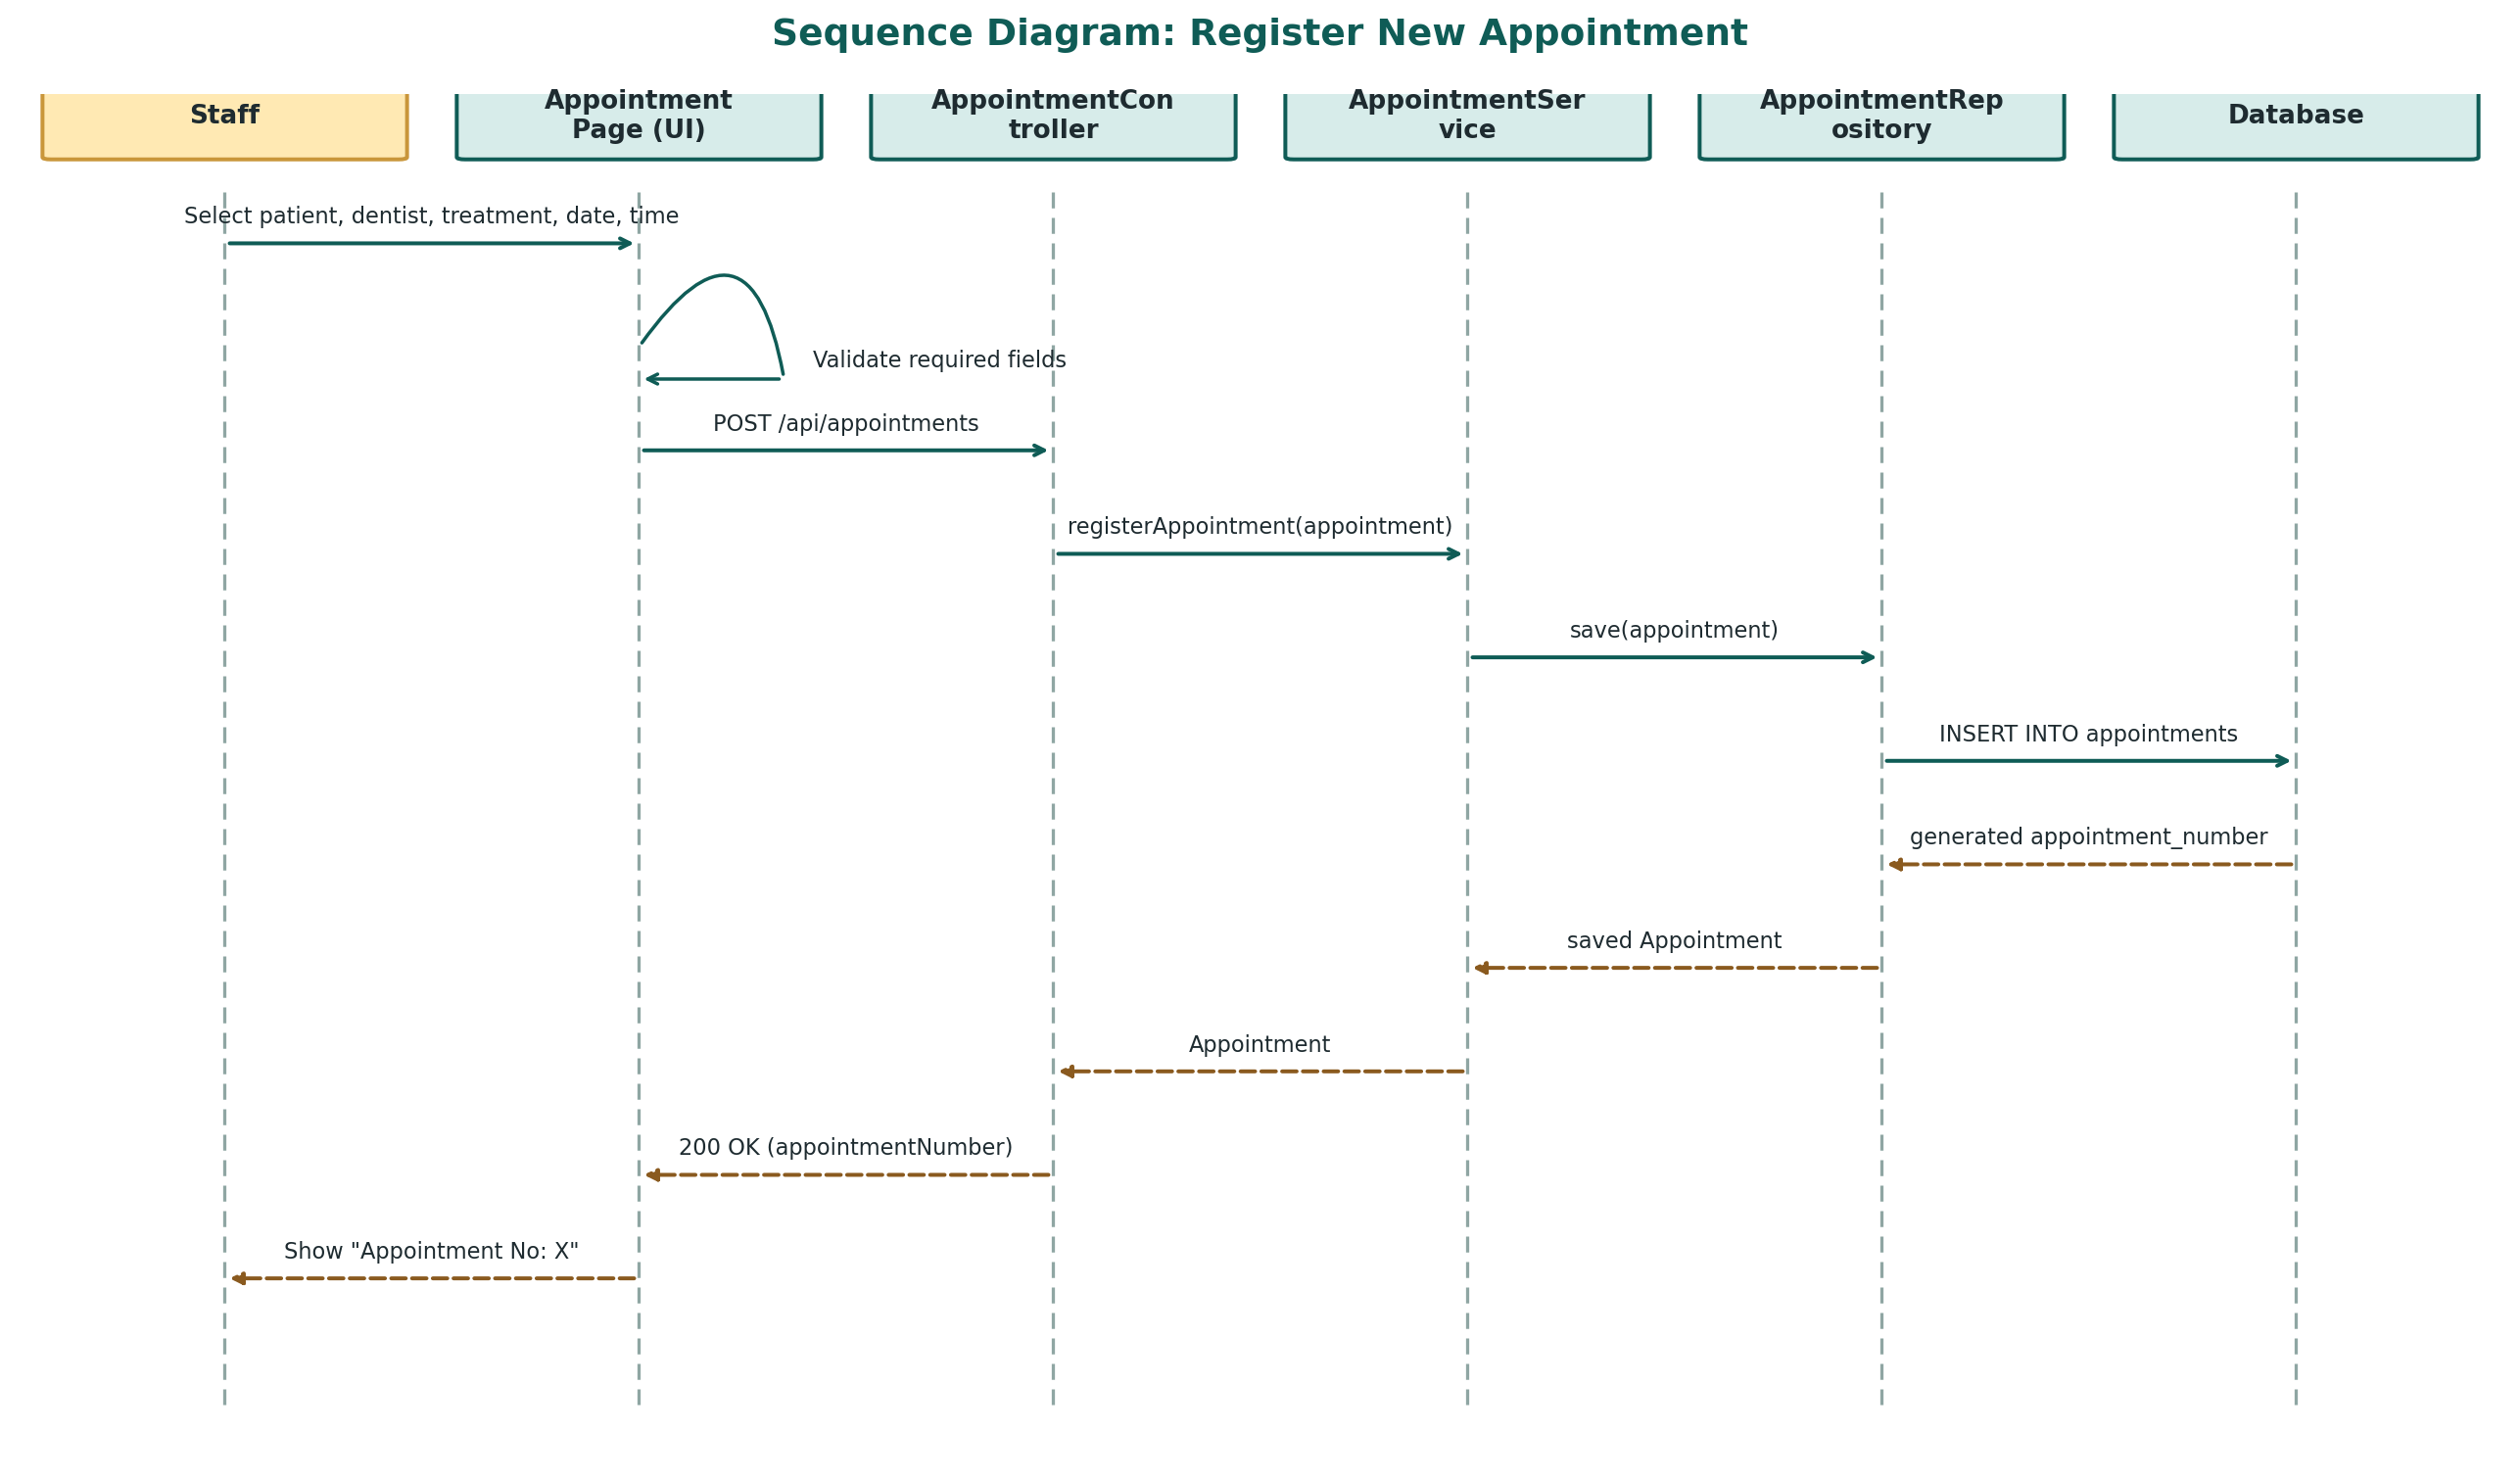 Sequence Diagram: Register New Appointment
Staff
Appointment
Page (UI)
AppointmentCon
troller
AppointmentSer
vice
AppointmentRep
ository
Database
Select patient, dentist, treatment, date, time
Validate required fields
POST /api/appointments
registerAppointment(appointment)
save(appointment)
INSERT INTO appointments
generated appointment_number
saved Appointment
Appointment
200 OK (appointmentNumber)
Show "Appointment No: X"